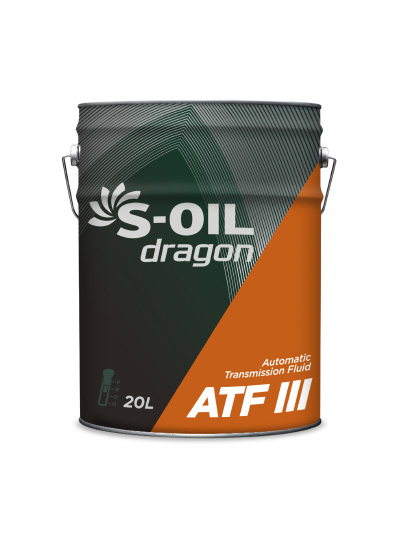 S-OIL
dragon
Automatic
Transmission Fluid
20L
ATF III